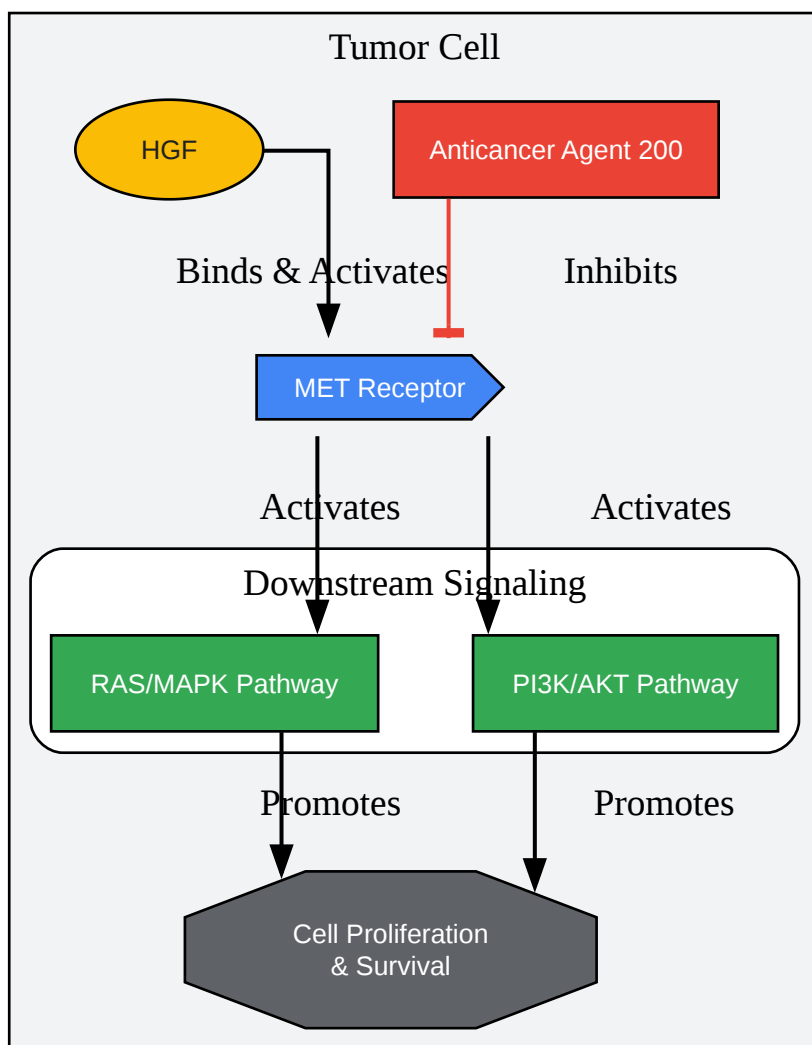 Tumor Cell
HGF
Anticancer Agent 200
Binds & Activates
Inhibits
MET Receptor
Activates
Activates
Downstream Signaling
RAS/MAPK Pathway
PI3K/AKT Pathway
Promotes
Promotes
Cell Proliferation
& Survival